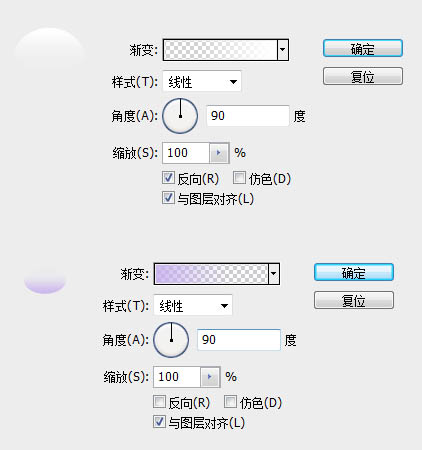 渐变: 确定
样式(T): 线性 复位
角度(A): 90 度
缩放(S): 100 %
反向(R) 仿色(D)
与图层对齐(L)
渐变: 确定
样式(T): 线性 复位
角度(A): 90 度
缩放(S): 100 %
反向(R) 仿色(D)
与图层对齐(L)